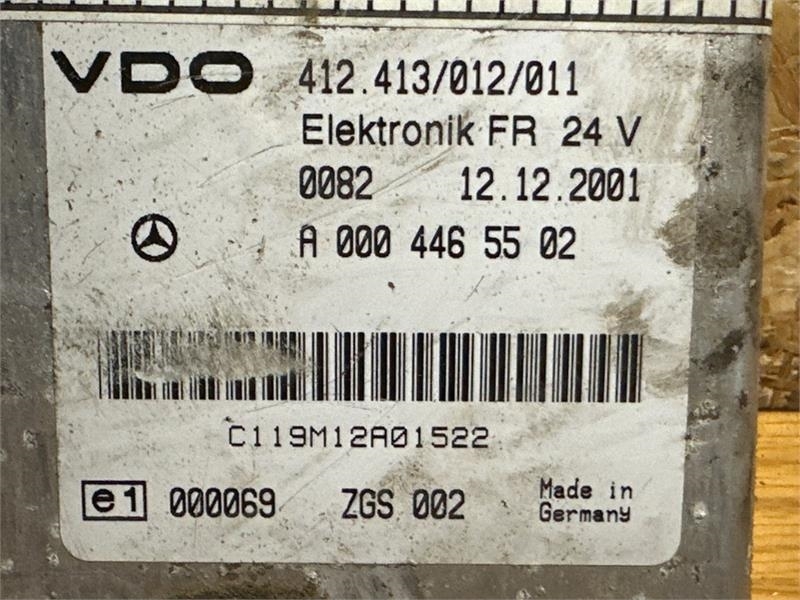 VDO 412.413/012/011
Elektronik FR 24 V
0082 12.12.2001
A 000 446 55 02
C119M12A01522
e1 000069 ZGS 002 Made in
Germany